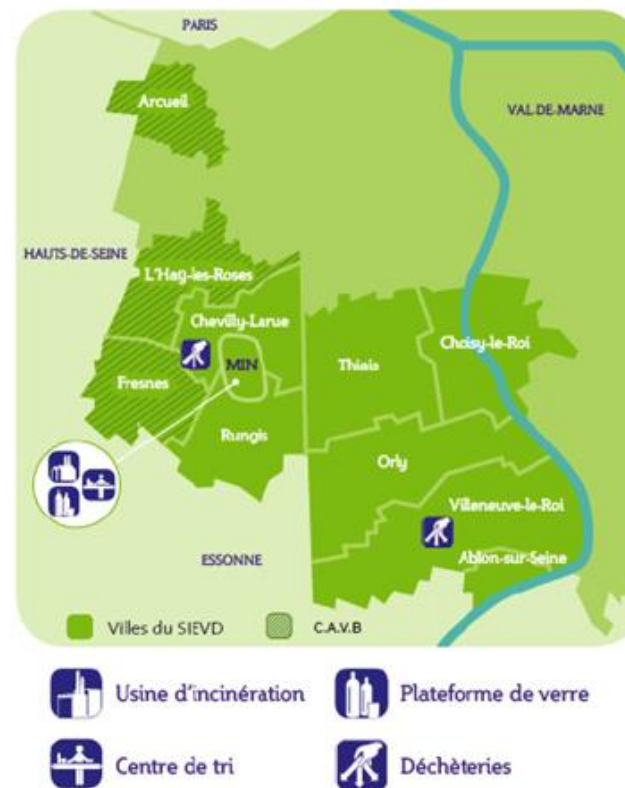 PARIS
Arcueil
VAL-DE-MARNE
HAUTS-DE-SEINE
L'Haÿ-les-Roses
Chevilly-Larue
Choisy-le-Roi
MIN
Thiais
Fresnes
Rungis
Orly
Villeneuve-le-Roi
ESSONNE
Ablon-sur-Seine
Villes du SIEVD
C.A.V.B
Usine d'incinération
Plateforme de verre
Centre de tri
Déchèteries